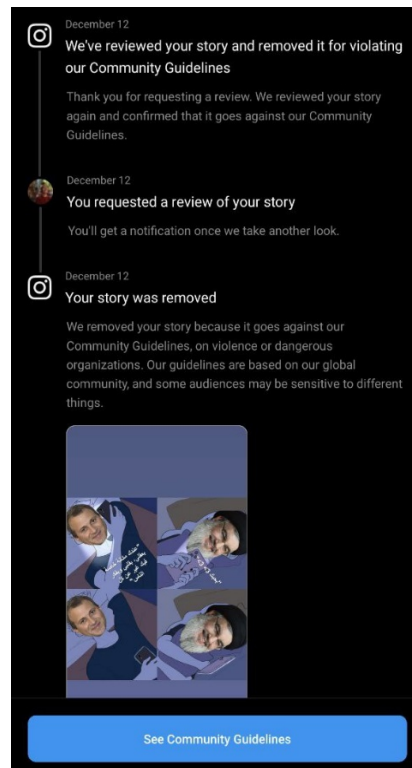 December 12
We've reviewed your story and removed it for violating
our Community Guidelines
Thank you for requesting a review. We reviewed your story
again and confirmed that it goes against our Community
Guidelines.
December 12
You requested a review of your story
You'll get a notification once we take another look.
December 12
Your story was removed
We removed your story because it goes against our
Community Guidelines, on violence or dangerous
organizations. Our guidelines are based on our global
community, and some audiences may be sensitive to different
things.
See Community Guidelines